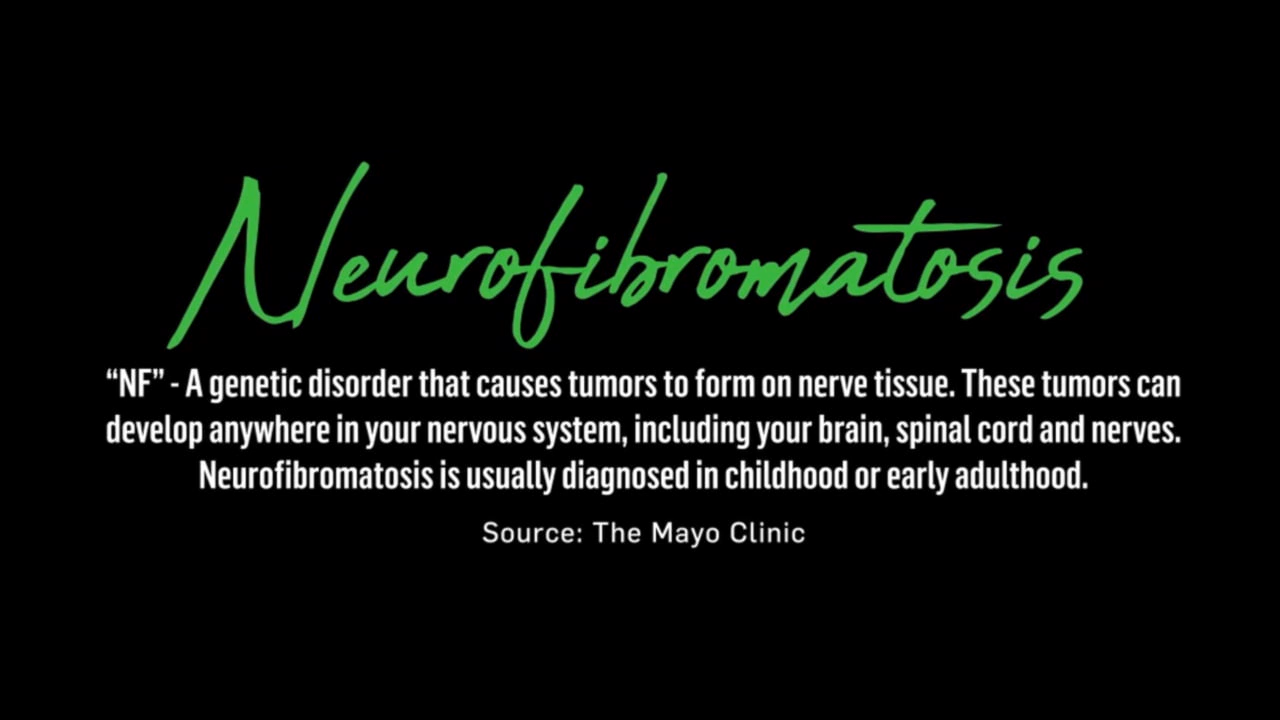 Neurofibromatosis
“NF” - A genetic disorder that causes tumors to form on nerve tissue. These tumors can
develop anywhere in your nervous system, including your brain, spinal cord and nerves.
Neurofibromatosis is usually diagnosed in childhood or early adulthood.
Source: The Mayo Clinic